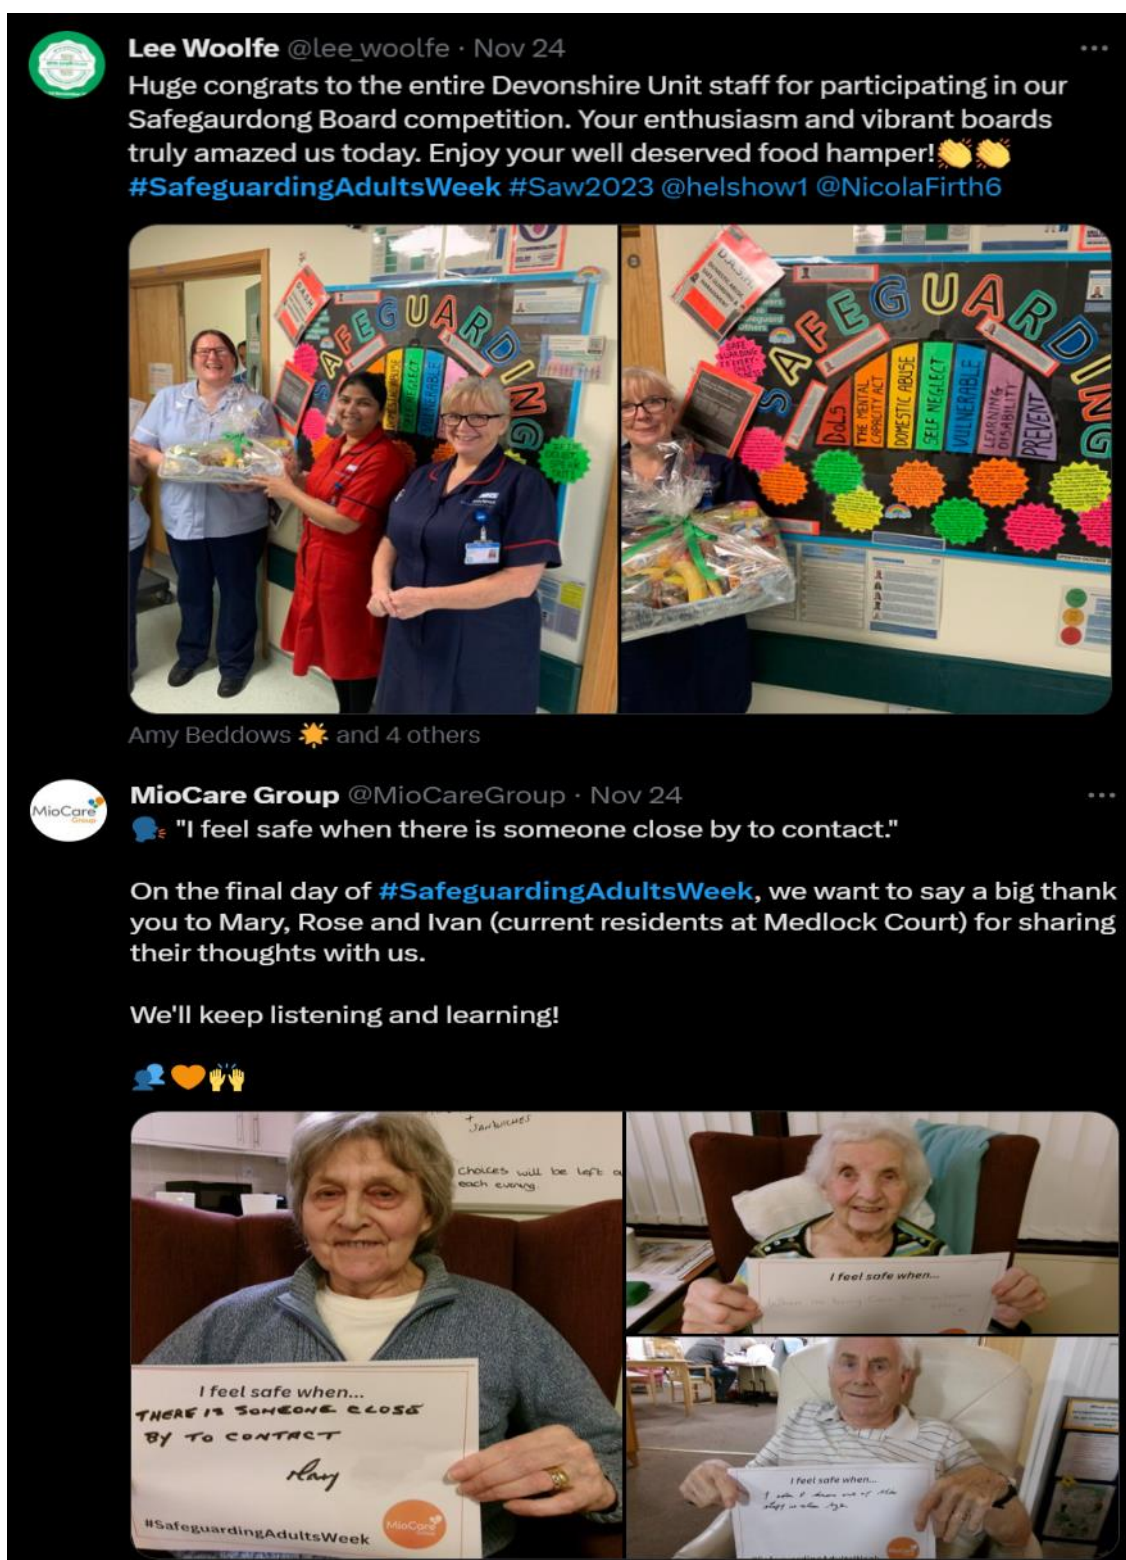 Lee Woolfe @lee_woolfe · Nov 24
Huge congrats to the entire Devonshire Unit staff for participating in our
Safegaurdong Board competition. Your enthusiasm and vibrant boards
truly amazed us today. Enjoy your well deserved food hamper!👏👏
#SafeguardingAdultsWeek #Saw2023 @helshow1 @NicolaFirth6
D.A.S.H.
SAFEGUARDING
SELF NEGLECT
VULNERABLE
D.A.S.H.
SAFEGUARDING
DoLS
THE MENTAL CAPACITY ACT
DOMESTIC ABUSE
SELF NEGLECT
VULNERABLE
LEARNING DISABILITY
PREVENT
Amy Beddows 🌟 and 4 others
MioCare Group @MioCareGroup · Nov 24
🗣️ "I feel safe when there is someone close by to contact."
On the final day of #SafeguardingAdultsWeek, we want to say a big thank
you to Mary, Rose and Ivan (current residents at Medlock Court) for sharing
their thoughts with us.
We'll keep listening and learning!
👥🧡🙌
MioCare
Group
+ SANDWICHES
Choices will be left
each evening.
I feel safe when...
THERE IS SOMEONE CLOSE
BY TO CONTACT
Mary
#SafeguardingAdultsWeek
MioCare
I feel safe when...
I feel safe when...